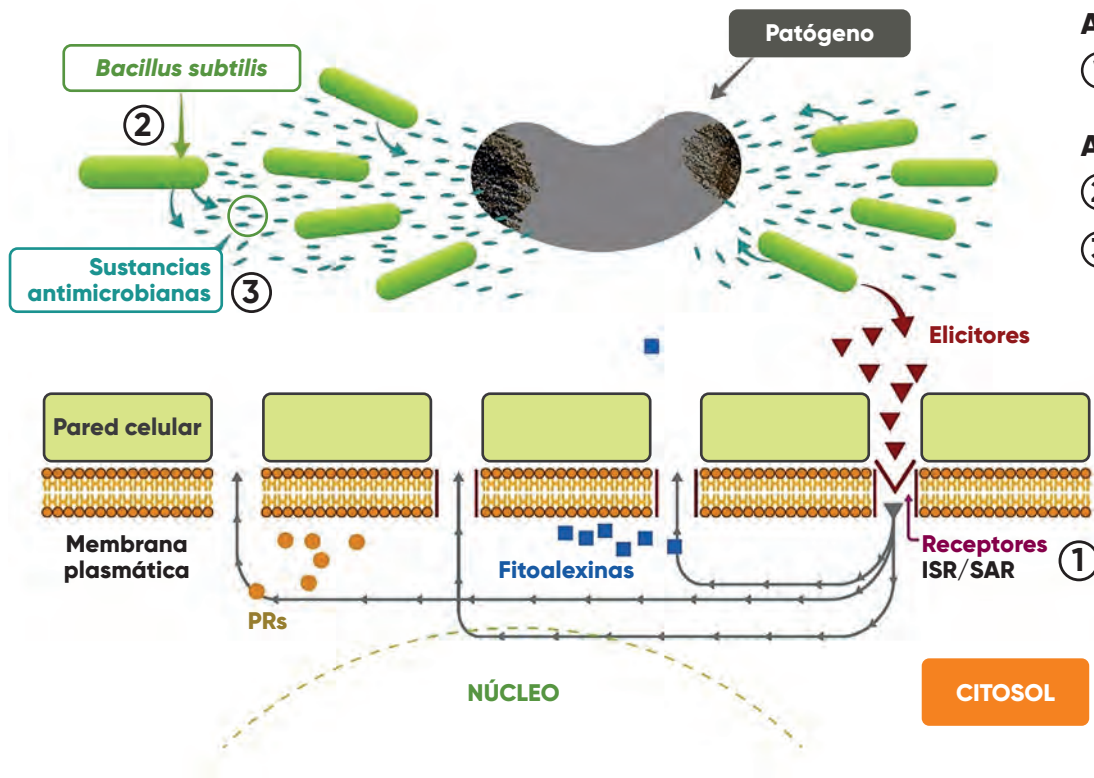 Patógeno
Bacillus subtilis
2
Sustancias
antimicrobianas
3
Elicitores
Pared celular
Membrana
plasmática
Fitoalexinas
Receptores
ISR/SAR
1
PRs
NÚCLEO
CITOSOL